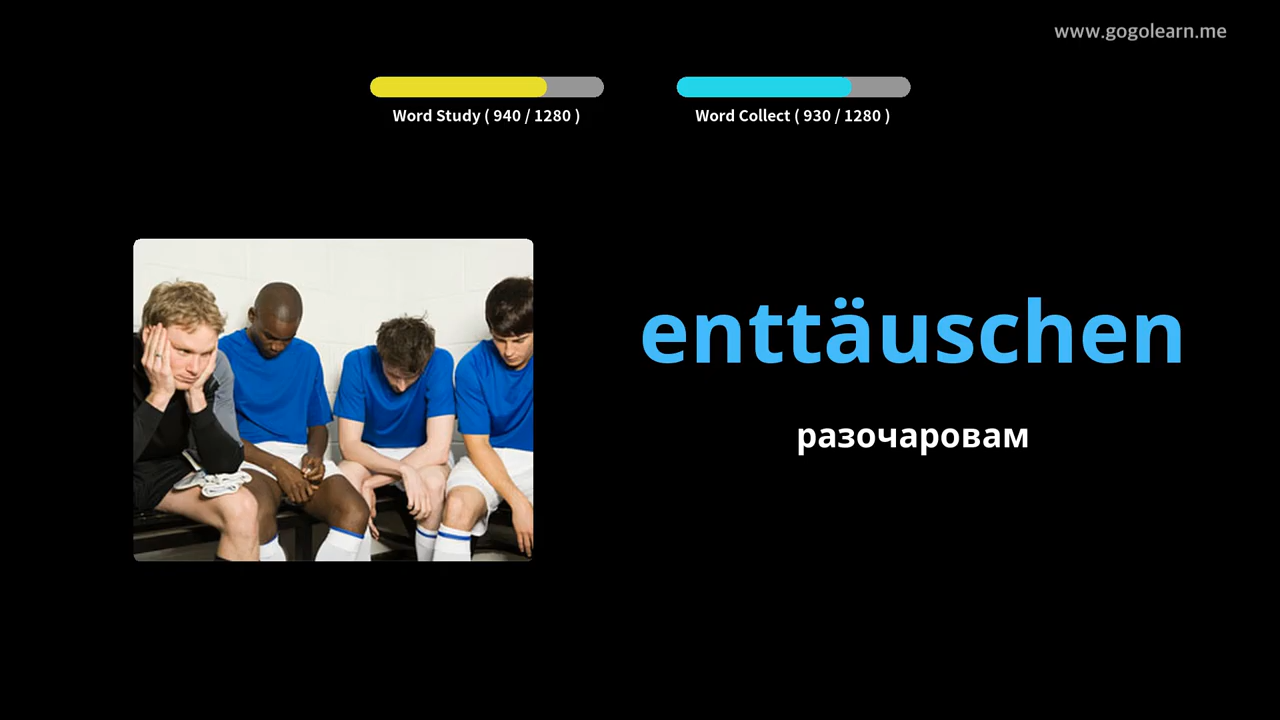 www.gogolearn.me
Word Study ( 940 / 1280 )
Word Collect ( 930 / 1280 )
enttäuschen
разочаровам